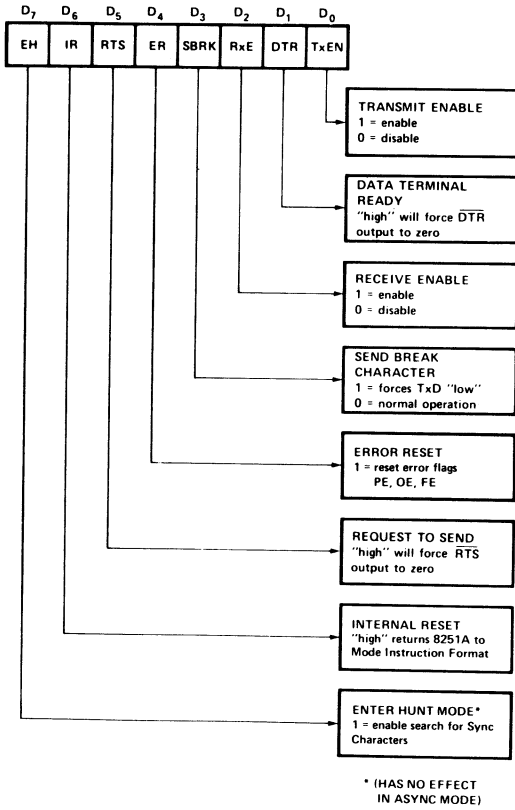 D7 D6 D5 D4 D3 D2 D1 D0
EH IR RTS ER SBRK RxE DTR TxEN
TRANSMIT ENABLE
1 = enable
0 = disable
DATA TERMINAL
READY
"high" will force D̅T̅R̅
output to zero
RECEIVE ENABLE
1 = enable
0 = disable
SEND BREAK
CHARACTER
1 = forces TxD "low"
0 = normal operation
ERROR RESET
1 = reset error flags
PE, OE, FE
REQUEST TO SEND
"high" will force R̅T̅S̅
output to zero
INTERNAL RESET
"high" returns 8251A to
Mode Instruction Format
ENTER HUNT MODE*
1 = enable search for Sync
Characters
* (HAS NO EFFECT
IN ASYNC MODE)